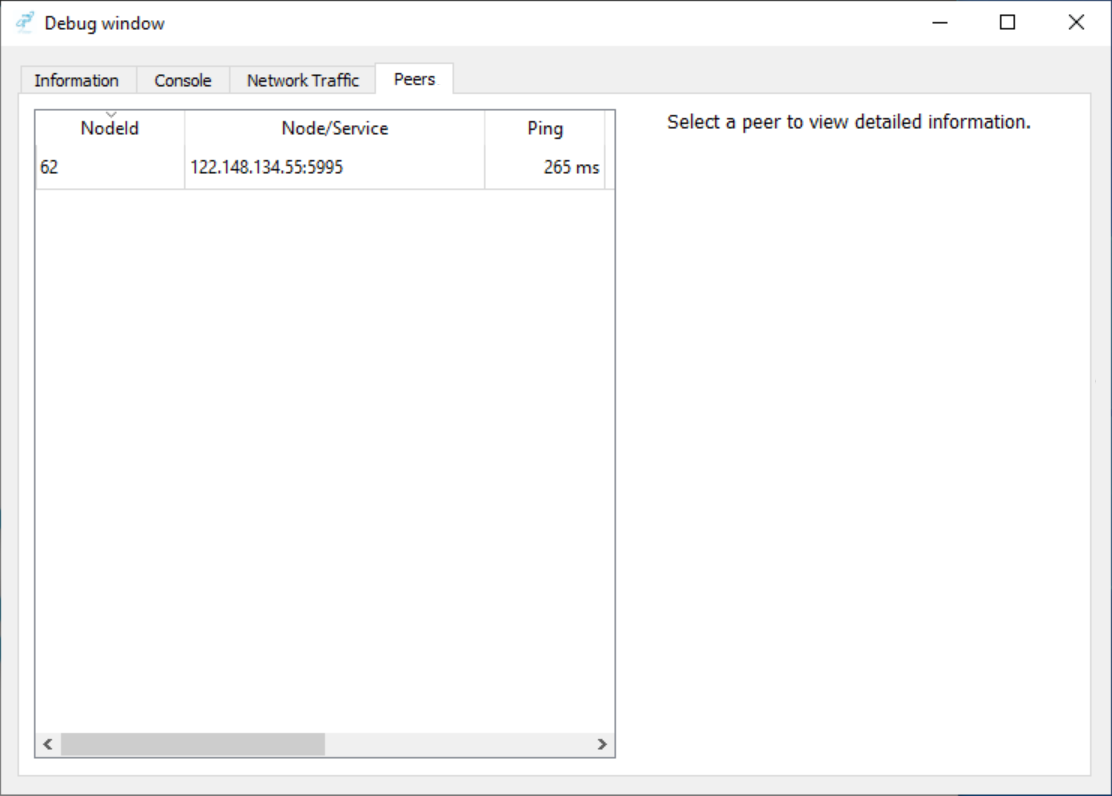 Debug window
Information Console Network Traffic Peers
NodeId Node/Service Ping
62 122.148.134.55:5995 265 ms
Select a peer to view detailed information.